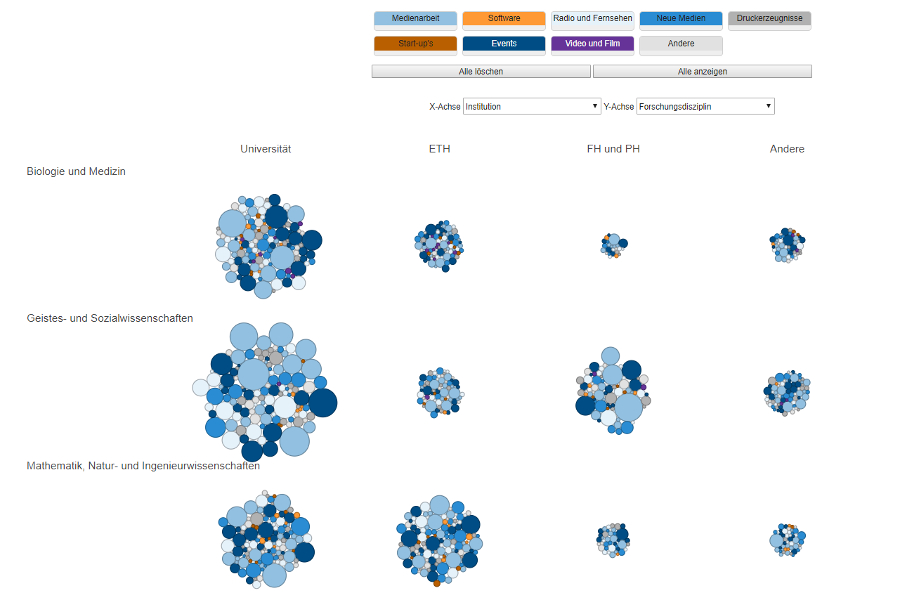 Medienarbeit Software Radio und Fernsehen Neue Medien Druckerzeugnisse
Start-up's Events Video und Film Andere
Alle löschen Alle anzeigen
X-Achse Institution Y-Achse Forschungsdisziplin
Universität ETH FH und PH Andere
Biologie und Medizin
Geistes- und Sozialwissenschaften
Mathematik, Natur- und Ingenieurwissenschaften